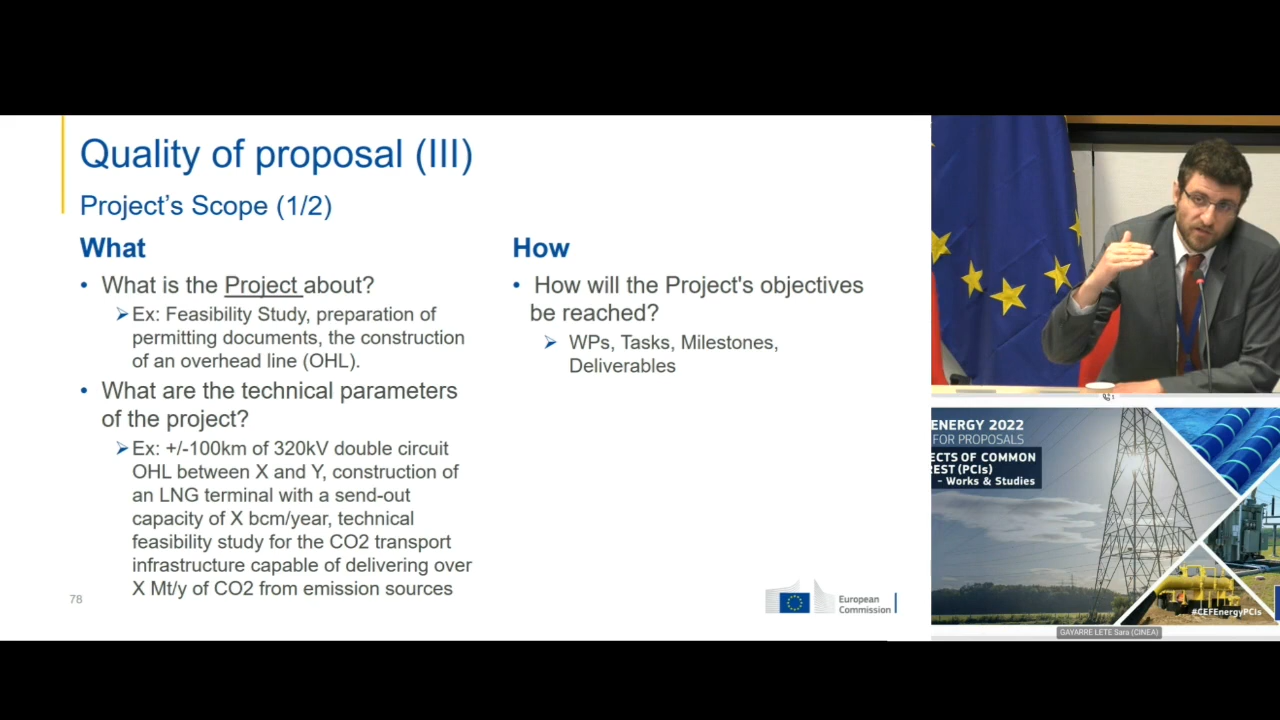 Quality of proposal (III)
Project's Scope (1/2)
What
• What is the Project about?
➢Ex: Feasibility Study, preparation of
permitting documents, the construction
of an overhead line (OHL).
• What are the technical parameters
of the project?
➢Ex: +/-100km of 320kV double circuit
OHL between X and Y, construction of
an LNG terminal with a send-out
capacity of X bcm/year, technical
feasibility study for the CO2 transport
infrastructure capable of delivering over
X Mt/y of CO2 from emission sources
How
• How will the Project's objectives
be reached?
➢ WPs, Tasks, Milestones,
Deliverables
78
European
Commission
1
ENERGY 2022
FOR PROPOSALS
ECTS OF COMMON
REST (PCIs)
- Works & Studies
#CEFEnergyPCIs
GAYARRE LETE Sara (CINEA)